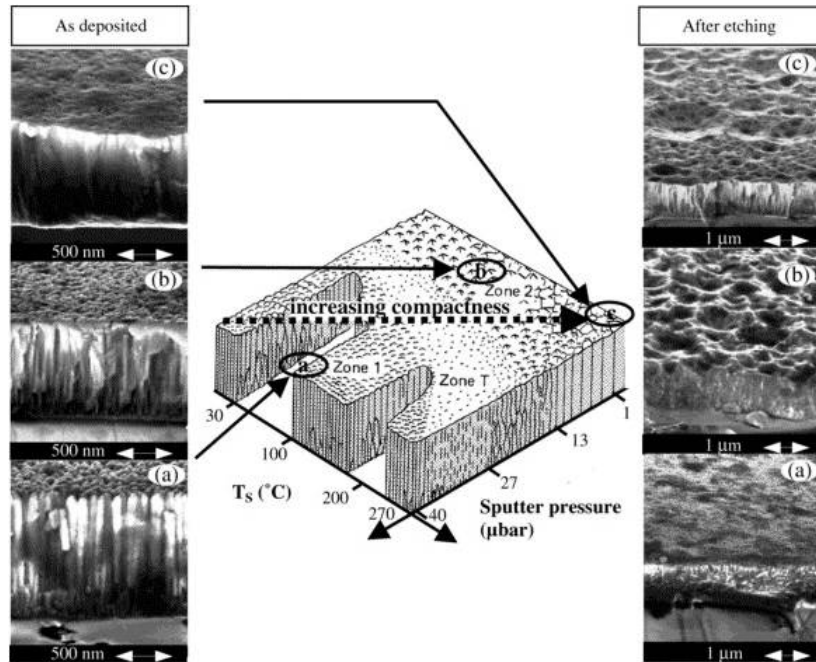 As deposited
After etching
(c)
(c)
500 nm
1 µm
(b)
(b)
500 nm
1 µm
(a)
(a)
500 nm
1 µm
b
Zone 2
increasing compactness
c
a
Zone 1
Zone T
30
100
200
270
40
27
13
1
T_S (˚C)
Sputter pressure
(µbar)